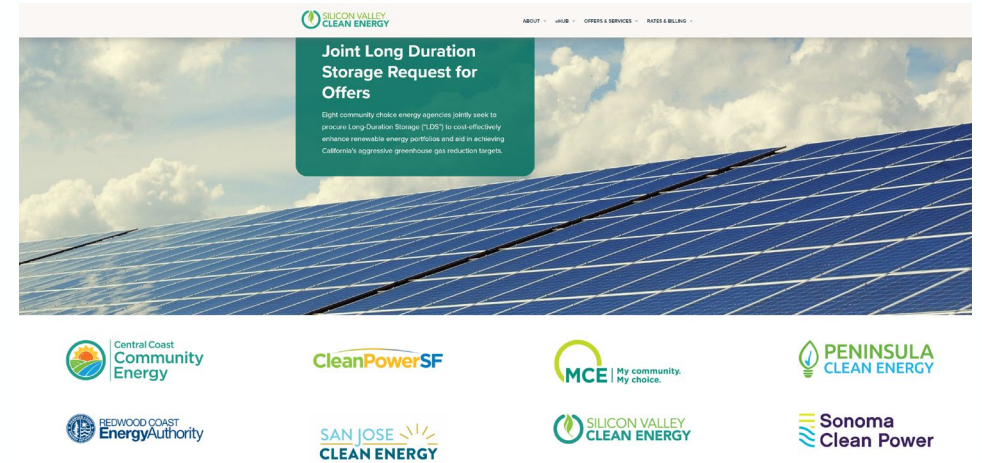 SILICON VALLEY
CLEAN ENERGY
ABOUT eHUB OFFERS & SERVICES RATES & BILLING
Joint Long Duration
Storage Request for
Offers
Eight community choice energy agencies jointly seek to
procure Long-Duration Storage ("LDS") to cost-effectively
enhance renewable energy portfolios and aid in achieving
California's aggressive greenhouse gas reduction targets.
Central Coast
Community
Energy
CleanPowerSF
MCE My community.
My choice.
PENINSULA
CLEAN ENERGY
REDWOOD COAST
EnergyAuthority
SAN JOSE
CLEAN ENERGY
SILICON VALLEY
CLEAN ENERGY
Sonoma
Clean Power